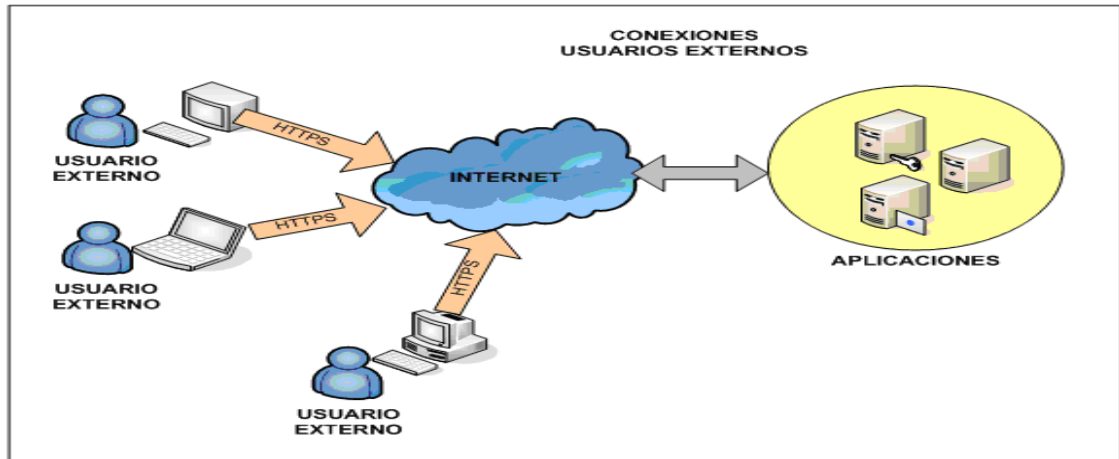 CONEXIONES
USUARIOS EXTERNOS
HTTPS
USUARIO
EXTERNO
INTERNET
HTTPS
USUARIO
EXTERNO
HTTPS
APLICACIONES
USUARIO
EXTERNO